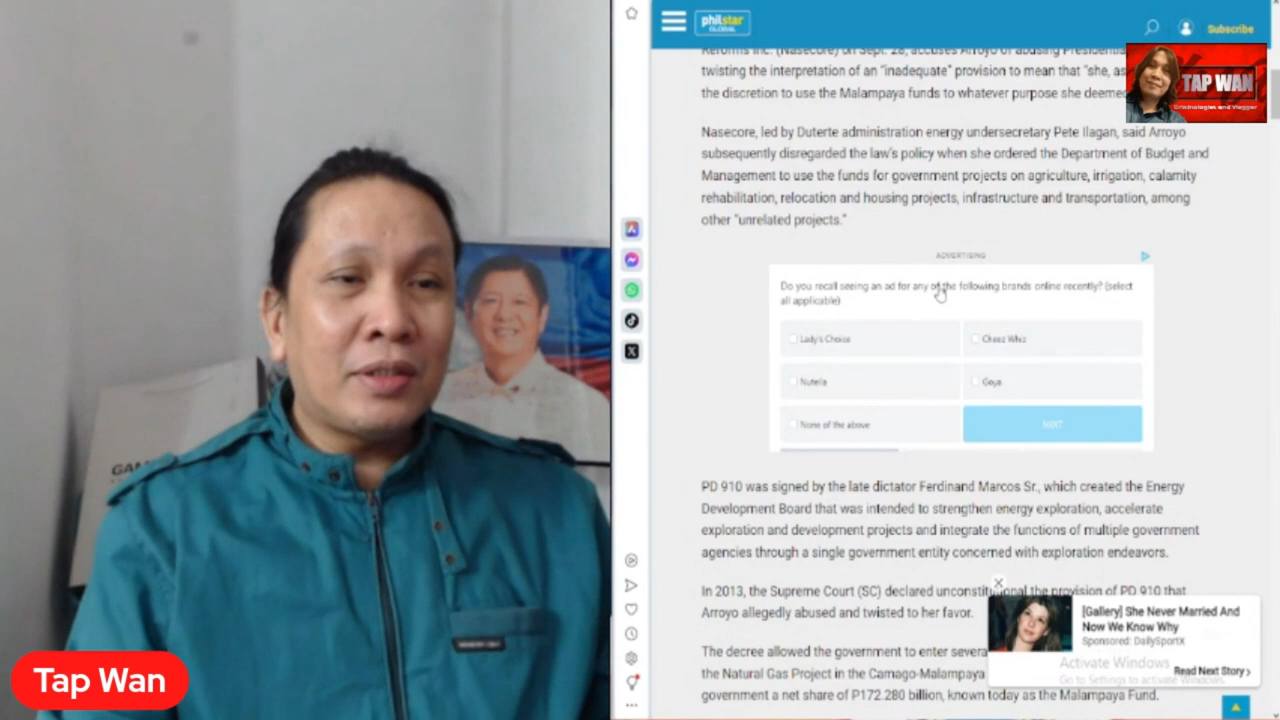 philstar
GLOBAL
Subscribe
Reforms Inc. (Nasecore) on Sept. 28, accuses Arroyo of abusing
twisting the interpretation of an "inadequate" provision to mean that "she, as
the discretion to use the Malampaya funds to whatever purpose she deemed
TAP WAN
Criminologist and Vlogger
Nasecore, led by Duterte administration energy undersecretary Pete Ilagan, said Arroyo
subsequently disregarded the law's policy when she ordered the Department of Budget and
Management to use the funds for government projects on agriculture, irrigation, calamity
rehabilitation, relocation and housing projects, infrastructure and transportation, among
other "unrelated projects."
ADVERTISING
Do you recall seeing an ad for any of the following brands online recently? (select
all applicable)
Lady's Choice
Cheez Whiz
Nutella
Goya
None of the above
NEXT
PD 910 was signed by the late dictator Ferdinand Marcos Sr., which created the Energy
Development Board that was intended to strengthen energy exploration, accelerate
exploration and development projects and integrate the functions of multiple government
agencies through a single government entity concerned with exploration endeavors.
In 2013, the Supreme Court (SC) declared unconstitutional the provision of PD 910 that
Arroyo allegedly abused and twisted to her favor.
The decree allowed the government to enter
the Natural Gas Project in the Camago-Malampaya
government a net share of P172.280 billion, known today as the Malampaya Fund.
[Gallery] She Never Married And
Now We Know Why
Sponsored: DailySportX
Read Next Story
Activate Windows
Go to Settings to activate Windows.
Tap Wan